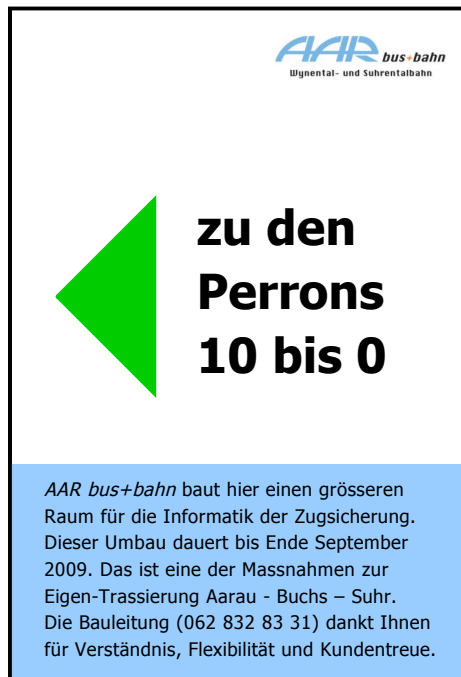 AAR bus+bahn
Wynental- und Suhrentalbahn
zu den
Perrons
10 bis 0
AAR bus+bahn baut hier einen grösseren
Raum für die Informatik der Zugsicherung.
Dieser Umbau dauert bis Ende September
2009. Das ist eine der Massnahmen zur
Eigen-Trassierung Aarau - Buchs – Suhr.
Die Bauleitung (062 832 83 31) dankt Ihnen
für Verständnis, Flexibilität und Kundentreue.